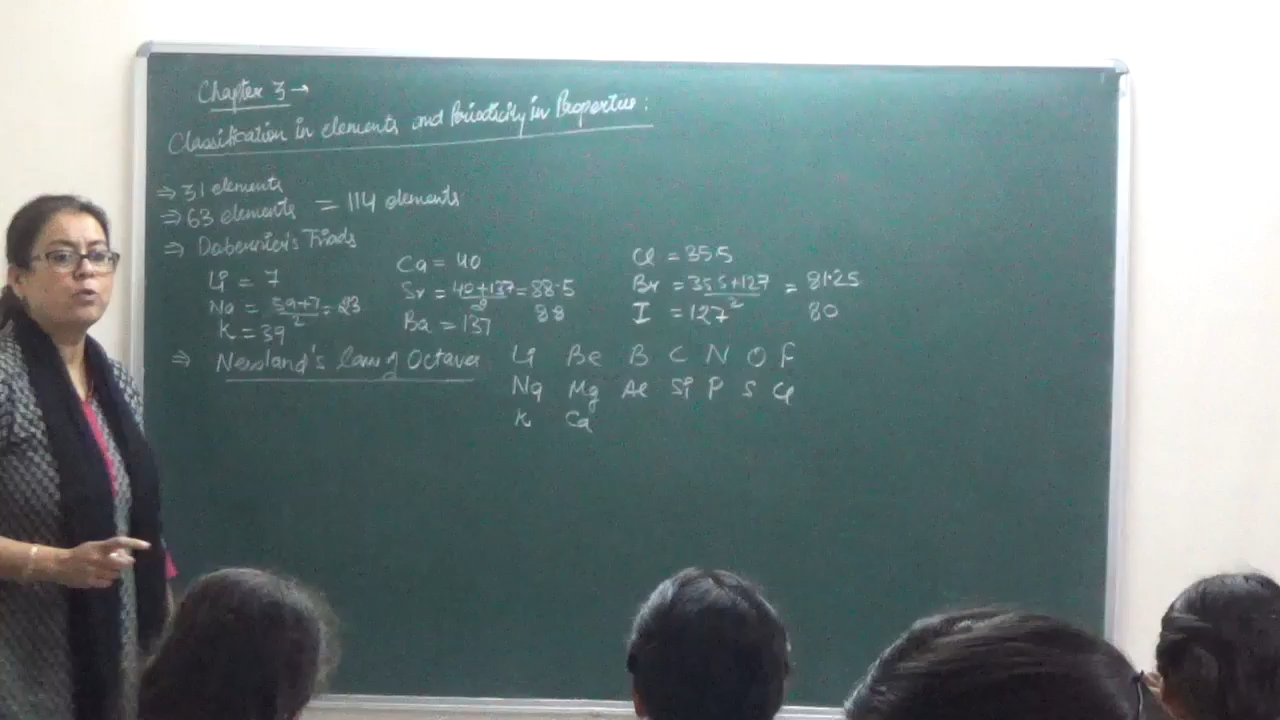 Chapter 3 →
Classification in elements and Periodicity in Properties:
⇒ 31 elements
⇒ 63 elements = 114 elements
⇒ Dabernier's Triads
Li = 7
Na = 39+7/2 = 23
K = 39
Ca = 40
Sr = 40+137/2 = 88.5
88
Ba = 137
Cl = 35.5
Br = 35.5+127/2 = 81.25
80
I = 127
⇒ Newland's law of Octaves
Li Be B C N O F
Na Mg Al Si P S Cl
K Ca